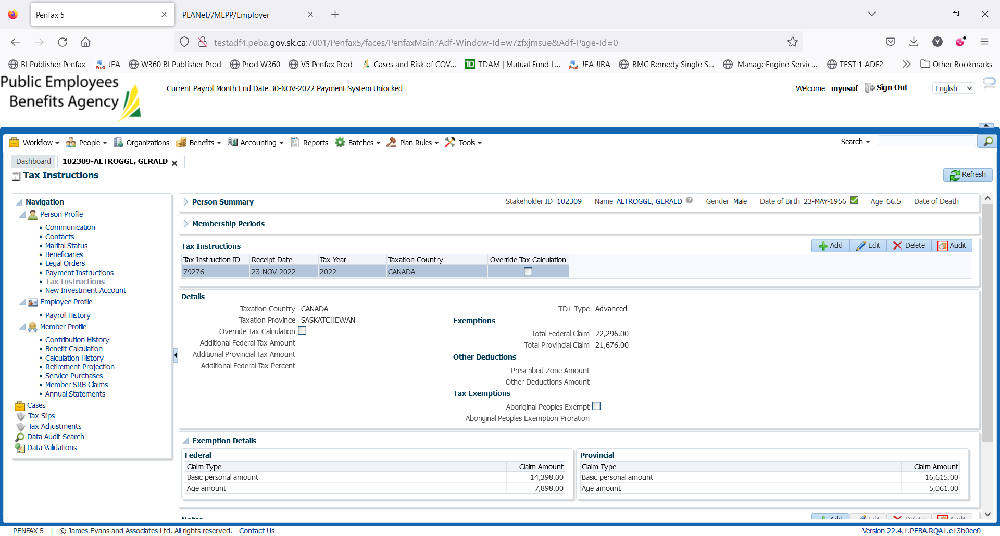 Penfax 5
PLANet//MEPP/Employer
testadf4.peba.gov.sk.ca:7001/Penfax5/faces/PenfaxMain?Adf-Window-Id=w7zfxjmsue&Adf-Page-Id=0
Y
BI Publisher Penfax JEA W360 BI Publisher Prod Prod W360 V5 Penfax Prod Cases and Risk of COV... TDAM | Mutual Fund L... JEA JIRA BMC Remedy Single S... ManageEngine Servic... TEST 1 ADF2 Other Bookmarks
Public Employees
Benefits Agency
Current Payroll Month End Date 30-NOV-2022 Payment System Unlocked
Welcome myusuf Sign Out English
Workflow People Organizations Benefits Accounting Reports Batches Plan Rules Tools Search
Dashboard 102309-ALTROGGE, GERALD
Tax Instructions
Refresh
Navigation
Person Profile
Communication
Contacts
Marital Status
Beneficiaries
Legal Orders
Payment Instructions
Tax Instructions
New Investment Account
Employee Profile
Payroll History
Member Profile
Contribution History
Benefit Calculation
Calculation History
Retirement Projection
Service Purchases
Member SRB Claims
Annual Statements
Cases
Tax Slips
Tax Adjustments
Data Audit Search
Data Validations
Person Summary Stakeholder ID 102309 Name ALTROGGE, GERALD Gender Male Date of Birth 23-MAY-1956 Age 66.5 Date of Death
Membership Periods
Tax Instructions Add Edit Delete Audit
Tax Instruction ID Receipt Date Tax Year Taxation Country Override Tax Calculation
79276 23-NOV-2022 2022 CANADA
Details
Taxation Country CANADA
Taxation Province SASKATCHEWAN
Override Tax Calculation
Additional Federal Tax Amount
Additional Provincial Tax Amount
Additional Federal Tax Percent
TD1 Type Advanced
Exemptions
Total Federal Claim 22,296.00
Total Provincial Claim 21,676.00
Other Deductions
Prescribed Zone Amount
Other Deductions Amount
Tax Exemptions
Aboriginal Peoples Exempt
Aboriginal Peoples Exemption Proration
Exemption Details
Federal
Claim Type Claim Amount
Basic personal amount 14,398.00
Age amount 7,898.00
Provincial
Claim Type Claim Amount
Basic personal amount 16,615.00
Age amount 5,061.00
Notes Add Edit Delete Audit
PENFAX 5 | © James Evans and Associates Ltd. All rights reserved. Contact Us
Version 22.4.1.PEBA.RQA1.e13b0ee0